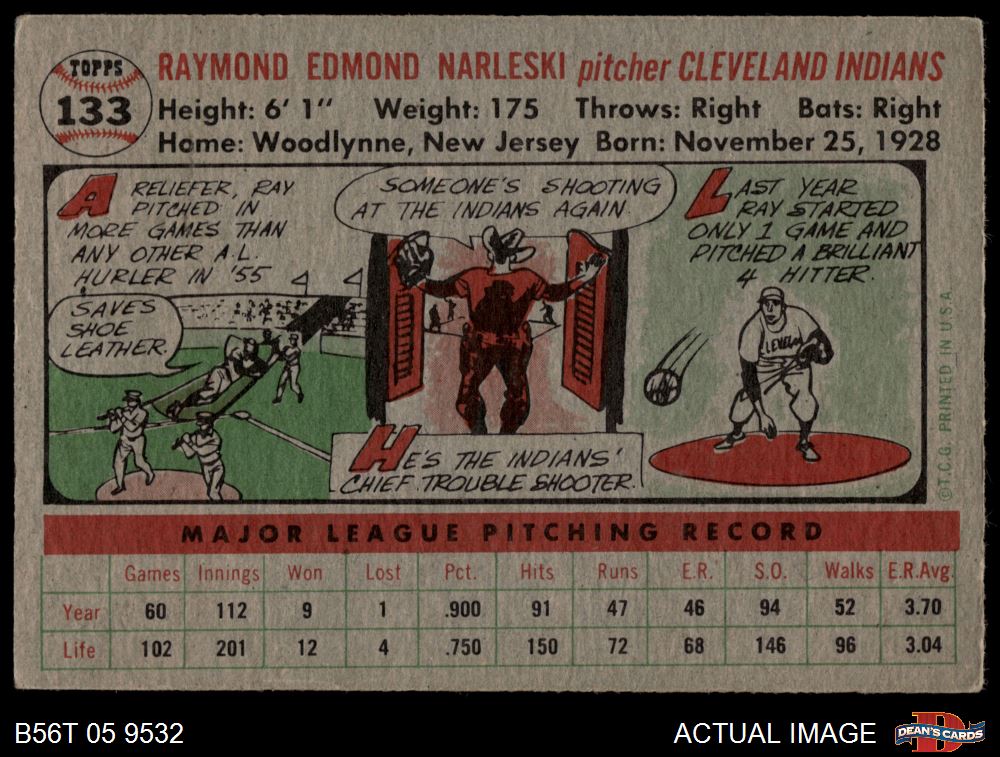 TOPPS
133
RAYMOND EDMOND NARLESKI pitcher CLEVELAND INDIANS
Height: 6' 1" Weight: 175 Throws: Right Bats: Right
Home: Woodlynne, New Jersey Born: November 25, 1928
A RELIEFER, RAY
PITCHED IN
MORE GAMES THAN
ANY OTHER A.L.
HURLER IN '55
SAVES
SHOE
LEATHER.
SOMEONE'S SHOOTING
AT THE INDIANS AGAIN.
HE'S THE INDIANS'
CHIEF TROUBLE SHOOTER.
LAST YEAR
RAY STARTED
ONLY 1 GAME AND
PITCHED A BRILLIANT
4 HITTER.
©T.C.G. PRINTED IN U.S.A.
MAJOR LEAGUE PITCHING RECORD
Games Innings Won Lost Pct. Hits Runs E.R. S.O. Walks E.R.Avg.
Year 60 112 9 1 .900 91 47 46 94 52 3.70
Life 102 201 12 4 .750 150 72 68 146 96 3.04
B56T 05 9532
ACTUAL IMAGE
DEAN'S CARDS